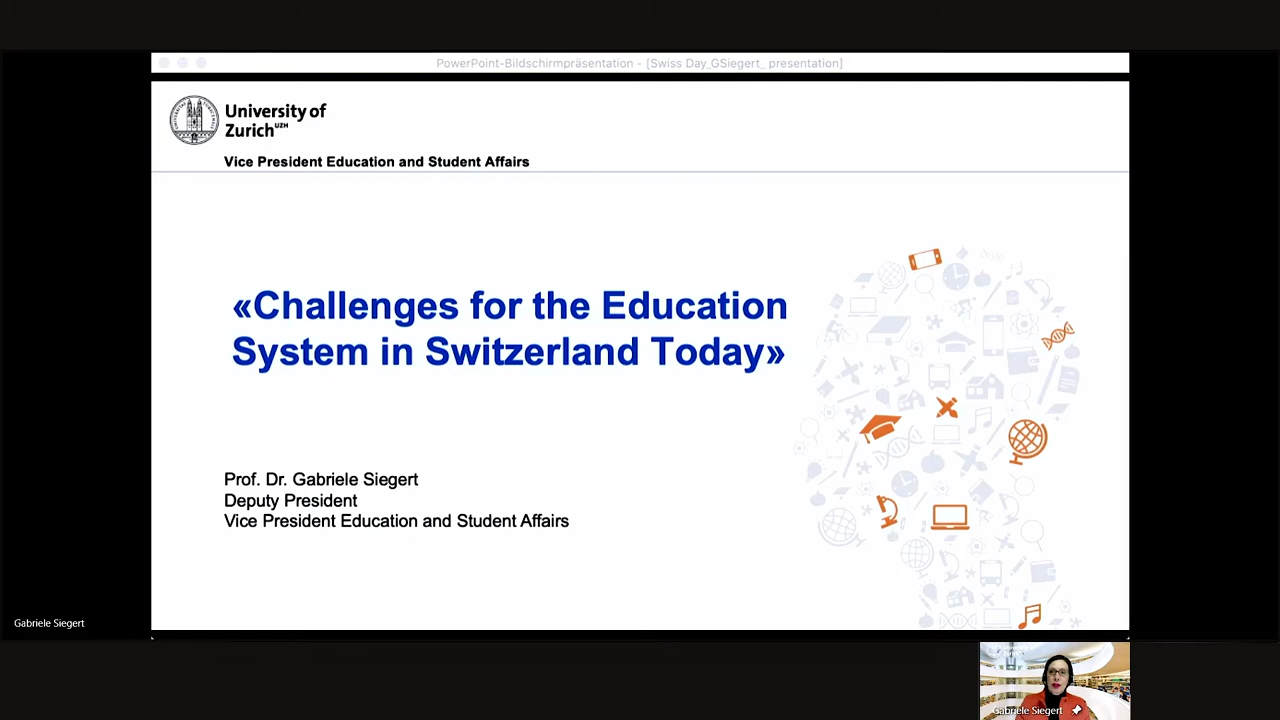 PowerPoint-Bildschirmpräsentation - [Swiss Day_GSiegert_ presentation]
University of
Zurich UZH
Vice President Education and Student Affairs
«Challenges for the Education
System in Switzerland Today»
Prof. Dr. Gabriele Siegert
Deputy President
Vice President Education and Student Affairs
Gabriele Siegert
Gabriele Siegert